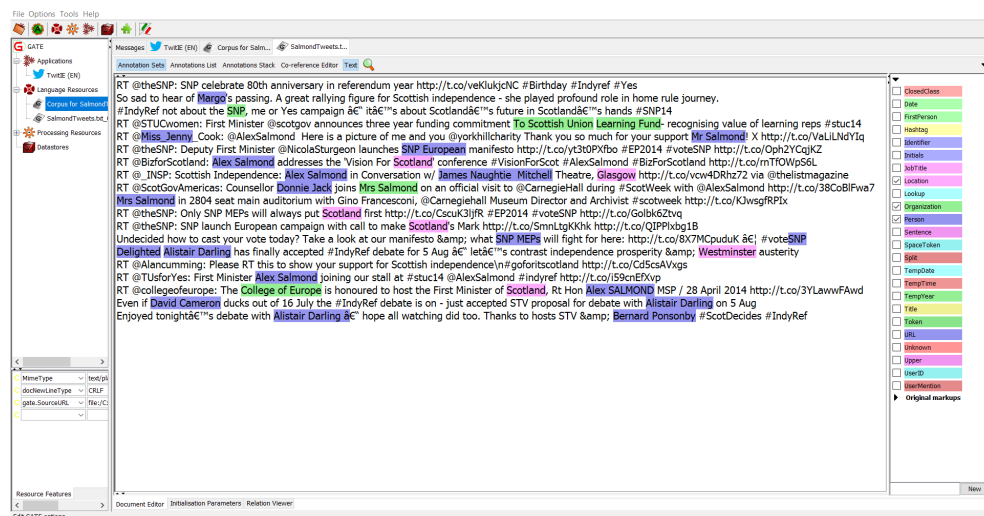 File Options Tools Help
GATE
Applications
TwitIE (EN)
Language Resources
Corpus for SalmondT
SalmondTweets.txt_
Processing Resources
Datastores
Messages TwitIE (EN) Corpus for Salm... SalmondTweets.t...
Annotation Sets Annotations List Annotations Stack Co-reference Editor Text
RT @theSNP: SNP celebrate 80th anniversary in referendum year http://t.co/veKlukjcNC #Birthday #Indyref #Yes
So sad to hear of Margo's passing. A great rallying figure for Scottish independence - she played profound role in home rule journey.
#IndyRef not about the SNP, me or Yes campaign â€“ itâ€™s about Scotlandâ€™s future in Scotlandâ€™s hands #SNP14
RT @STUCwomen: First Minister @scotgov announces three year funding commitment To Scottish Union Learning Fund- recognising value of learning reps #stuc14
RT @Miss_Jenny_Cook: @AlexSalmond Here is a picture of me and you @yorkhillcharity Thank you so much for your support Mr Salmond! X http://t.co/VaLiLNdYIq
RT @theSNP: Deputy First Minister @NicolaSturgeon launches SNP European manifesto http://t.co/yt3t0PXfbo #EP2014 #voteSNP http://t.co/Oph2YCqjKZ
RT @BizforScotland: Alex Salmond addresses the 'Vision For Scotland' conference #VisionForScot #AlexSalmond #BizForScotland http://t.co/rnTfOWpS6L
RT @_INSP: Scottish Independence: Alex Salmond in Conversation w/ James Naughtie Mitchell Theatre, Glasgow http://t.co/vcw4DRhz72 via @thelistmagazine
RT @ScotGovAmericas: Counsellor Donnie Jack joins Mrs Salmond on an official visit to @CarnegieHall during #ScotWeek with @AlexSalmond http://t.co/38CoBlFwa7
Mrs Salmond in 2804 seat main auditorium with Gino Francesconi, @Carnegiehall Museum Director and Archivist #scotweek http://t.co/KJwsgfRPIx
RT @theSNP: Only SNP MEPs will always put Scotland first http://t.co/CscuK3ljfR #EP2014 #voteSNP http://t.co/Golbk6Ztvq
RT @theSNP: SNP launch European campaign with call to make Scotland's Mark http://t.co/SmnLtgKKhk http://t.co/QIPPlxbg1B
Undecided how to cast your vote today? Take a look at our manifesto &amp; what SNP MEPs will fight for here: http://t.co/8X7MCpuduK â€¦ #voteSNP
Delighted Alistair Darling has finally accepted #IndyRef debate for 5 Aug â€“ letâ€™s contrast independence prosperity &amp; Westminster austerity
RT @Alancumming: Please RT this to show your support for Scottish independence\n#goforitscotland http://t.co/Cd5csAVxgs
RT @TUsforYes: First Minister Alex Salmond joining our stall at #stuc14 @AlexSalmond #indyref http://t.co/i59cnEfXvp
RT @collegeofeurope: The College of Europe is honoured to host the First Minister of Scotland, Rt Hon Alex SALMOND MSP / 28 April 2014 http://t.co/3YLawwFAwd
Even if David Cameron ducks out of 16 July the #IndyRef debate is on - just accepted STV proposal for debate with Alistair Darling on 5 Aug
Enjoyed tonightâ€™s debate with Alistair Darling â€“ hope all watching did too. Thanks to hosts STV &amp; Bernard Ponsonby #ScotDecides #IndyRef
ClosedClass
Date
FirstPerson
Hashtag
Identifier
Initials
JobTitle
Location
Lookup
Organization
Person
Sentence
SpaceToken
Split
TempDate
TempTime
TempYear
Title
Token
URL
Unknown
Upper
UserID
UserMention
Original markups
New
C MimeType text/pl
C docNewLineType CRLF
C gate.SourceURL file:/C:
C
Resource Features
Document Editor Initialisation Parameters Relation Viewer